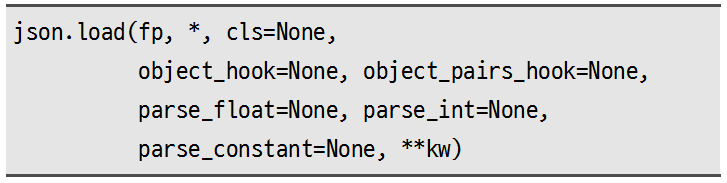 json.load(fp, *, cls=None,
object_hook=None, object_pairs_hook=None,
parse_float=None, parse_int=None,
parse_constant=None, **kw)